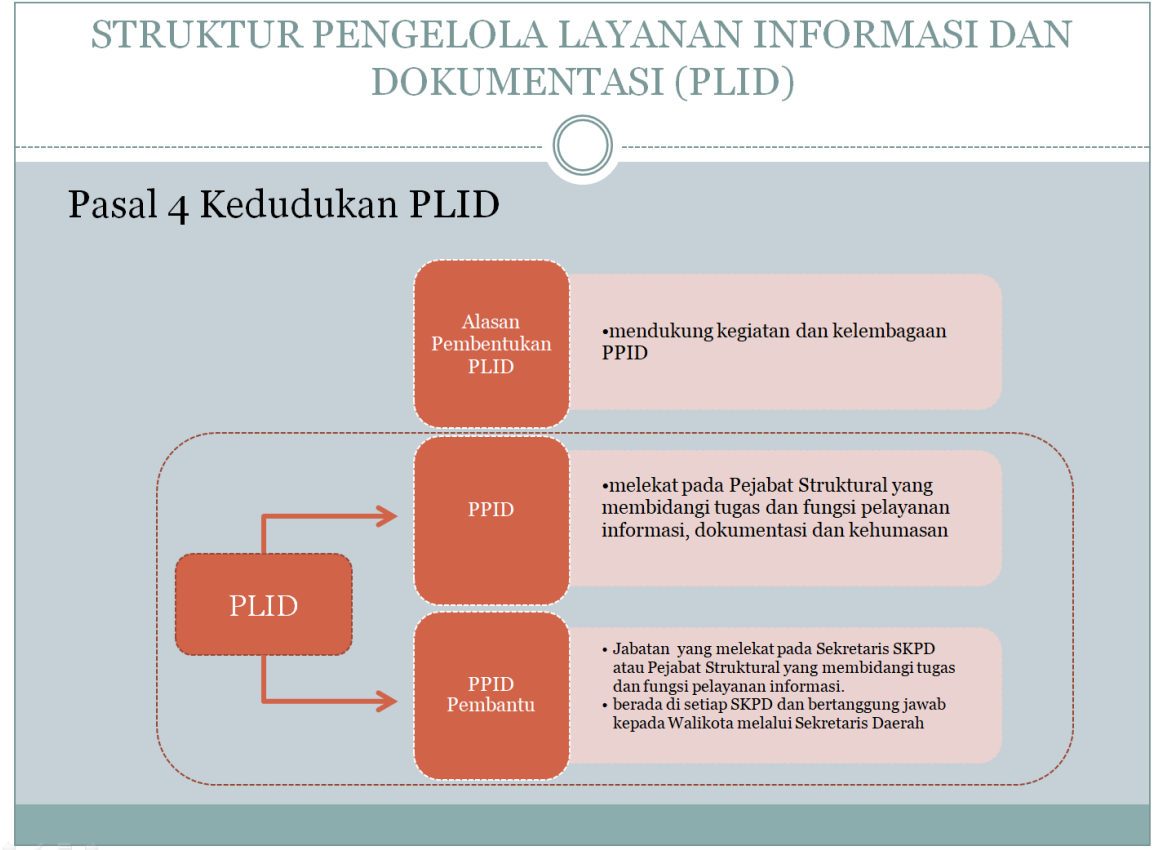 STRUKTUR PENGELOLA LAYANAN INFORMASI DAN
DOKUMENTASI (PLID)
Pasal 4 Kedudukan PLID
Alasan
Pembentukan
PLID
•mendukung kegiatan dan kelembagaan
PPID
PLID
PPID
•melekat pada Pejabat Struktural yang
membidangi tugas dan fungsi pelayanan
informasi, dokumentasi dan kehumasan
PPID
Pembantu
• Jabatan yang melekat pada Sekretaris SKPD
atau Pejabat Struktural yang membidangi tugas
dan fungsi pelayanan informasi.
• berada di setiap SKPD dan bertanggung jawab
kepada Walikota melalui Sekretaris Daerah